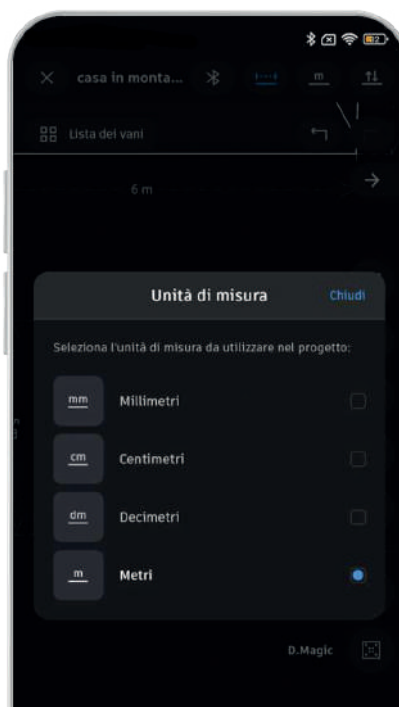 casa in monta... m
Lista dei vani
6 m
Unità di misura Chiudi
Seleziona l'unità di misura da utilizzare nel progetto:
mm Millimetri
cm Centimetri
dm Decimetri
m Metri
D.Magic